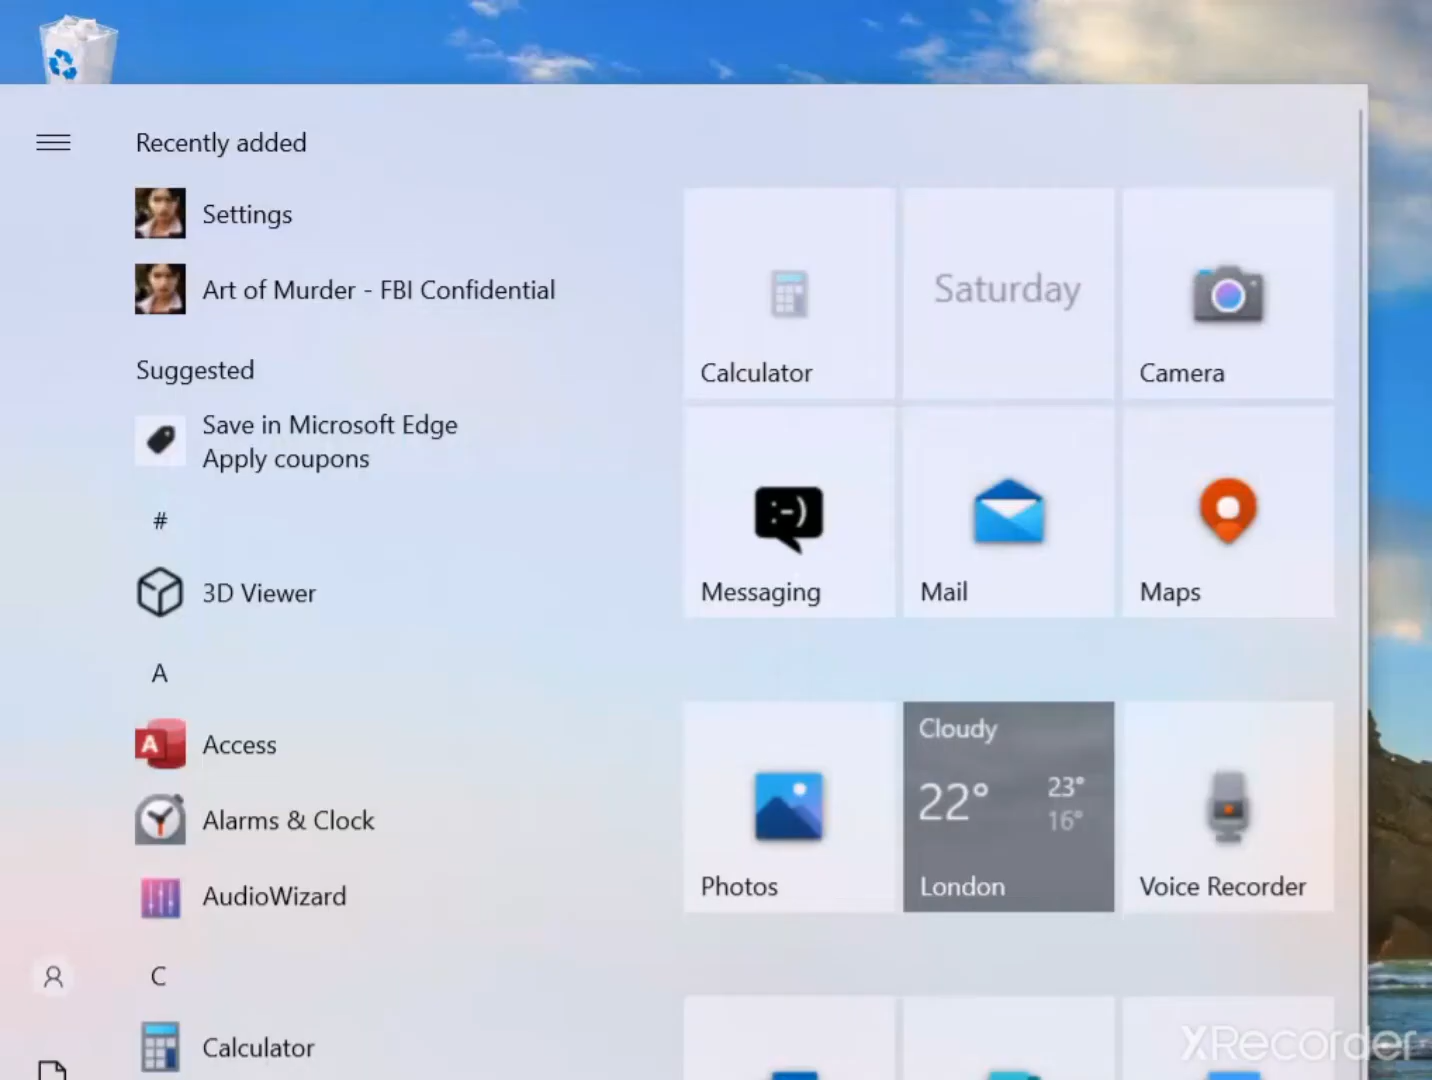 Recently added
Settings
Art of Murder - FBI Confidential
Suggested
Save in Microsoft Edge
Apply coupons
#
3D Viewer
A
Access
Alarms & Clock
AudioWizard
C
Calculator
Calculator
Saturday
Camera
:-)
Messaging
Mail
Maps
Photos
Cloudy
22°
23°
16°
London
Voice Recorder
XRecorder